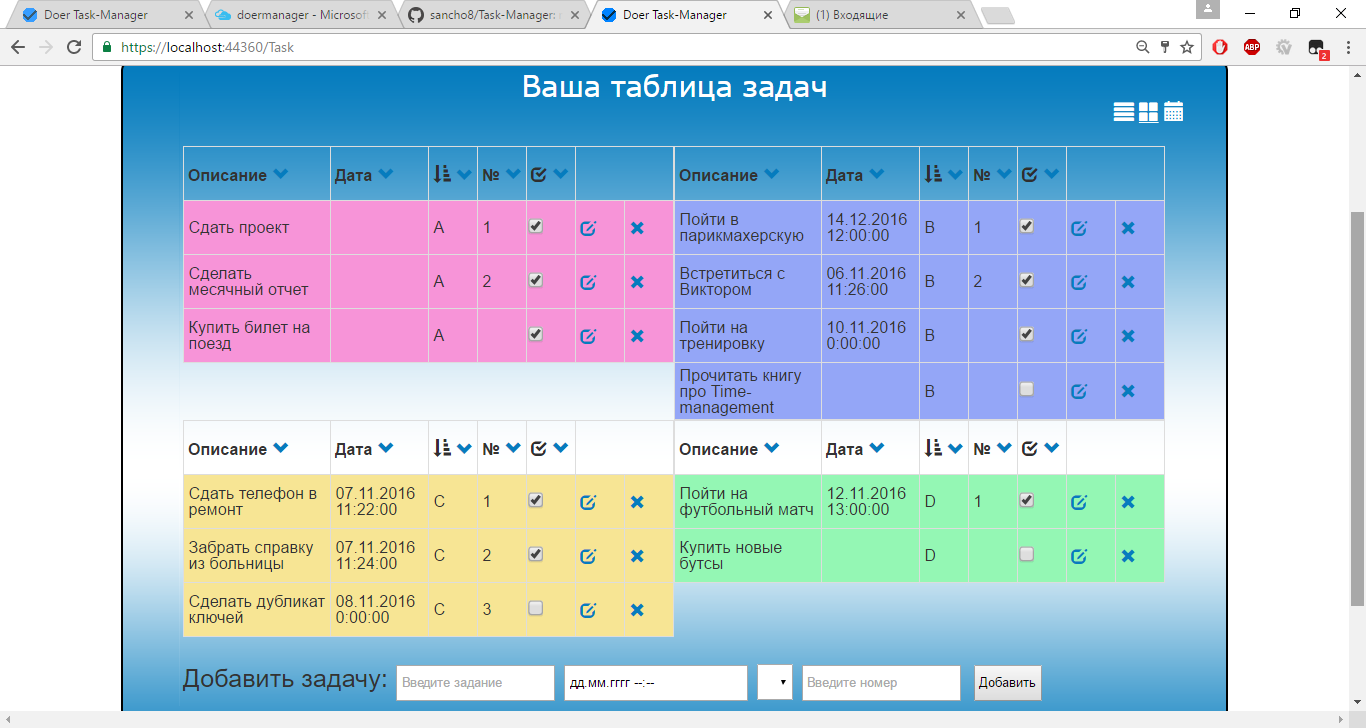 Doer Task-Manager
doermanager - Microsoft
sancho8/Task-Manager:
Doer Task-Manager
(1) Входящие
https://localhost:44360/Task
ABP
2
Ваша таблица задач
Описание Дата № Описание Дата №
Сдать проект A 1
Пойти в парикмахерскую 14.12.2016 12:00:00 B 1
Сделать месячный отчет A 2
Встретиться с Виктором 06.11.2016 11:26:00 B 2
Купить билет на поезд A
Пойти на тренировку 10.11.2016 0:00:00 B
Прочитать книгу про Time-management B
Описание Дата № Описание Дата №
Сдать телефон в ремонт 07.11.2016 11:22:00 C 1
Пойти на футбольный матч 12.11.2016 13:00:00 D 1
Забрать справку из больницы 07.11.2016 11:24:00 C 2
Купить новые бутсы D
Сделать дубликат ключей 08.11.2016 0:00:00 C 3
Добавить задачу: Введите задание дд.мм.гггг --:-- Введите номер Добавить